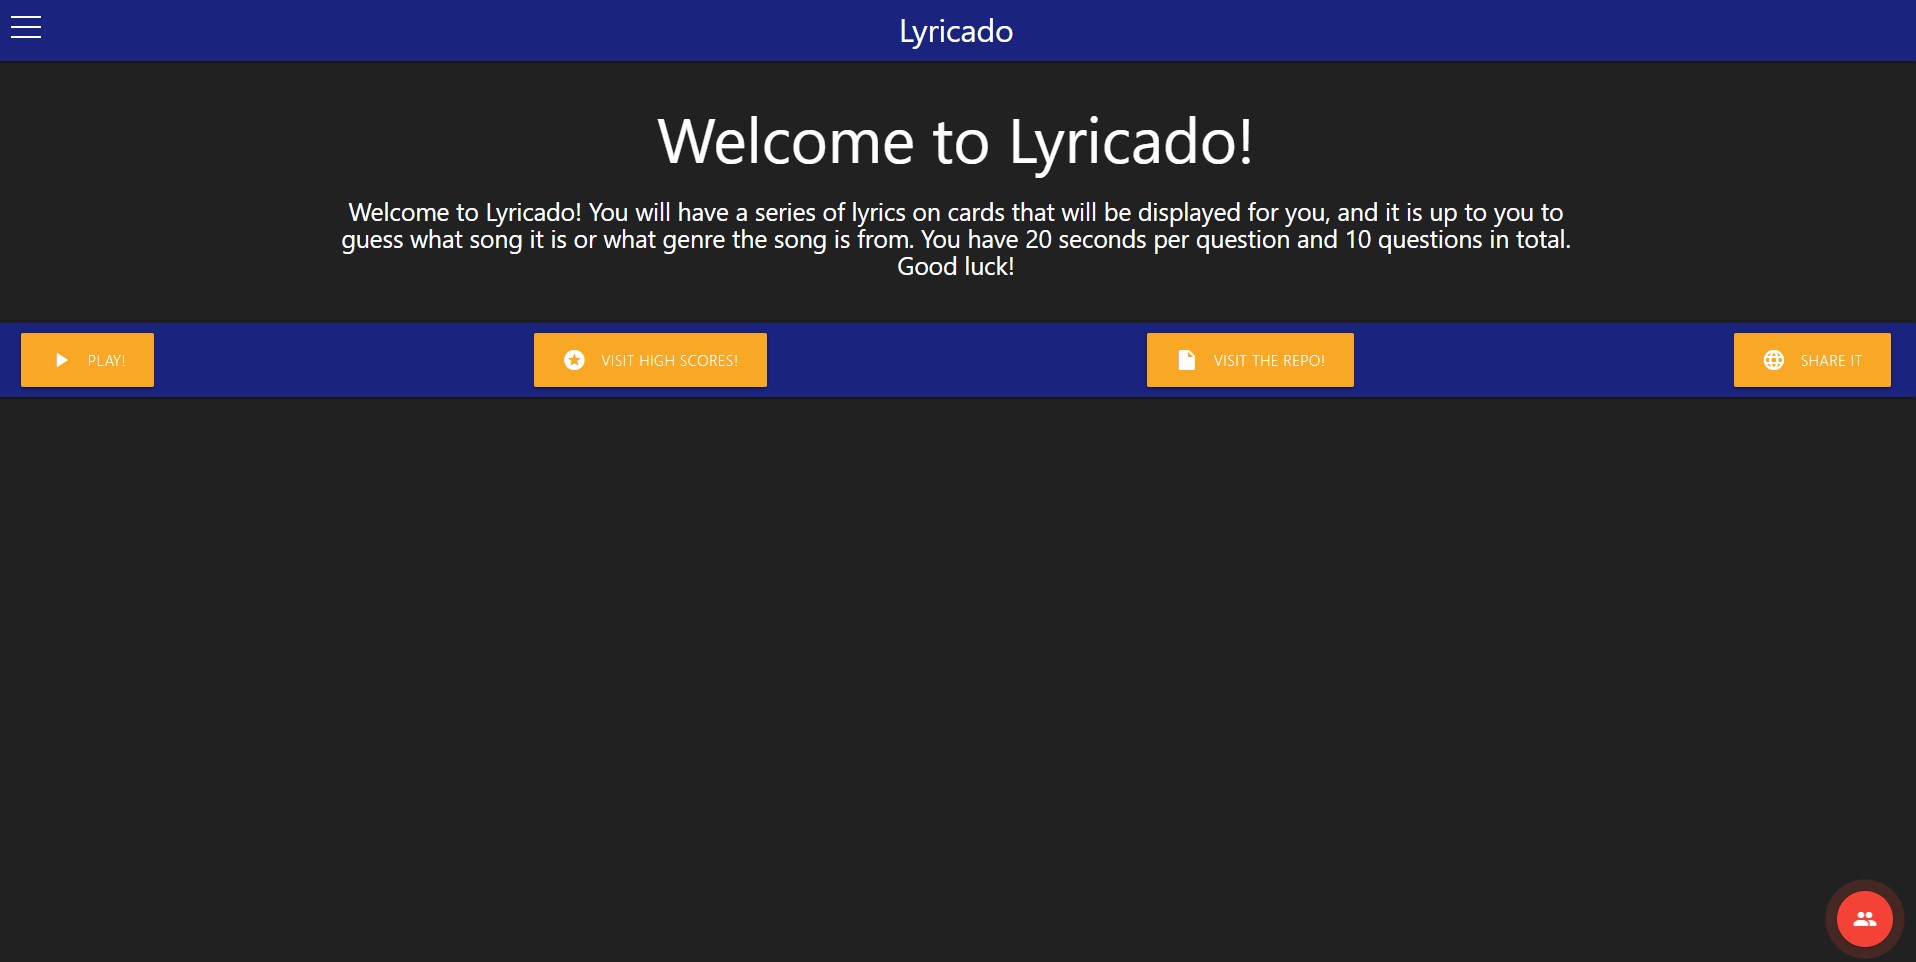 Lyricado
Welcome to Lyricado!
Welcome to Lyricado! You will have a series of lyrics on cards that will be displayed for you, and it is up to you to
guess what song it is or what genre the song is from. You have 20 seconds per question and 10 questions in total.
Good luck!
PLAY!
VISIT HIGH SCORES!
VISIT THE REPO!
SHARE IT